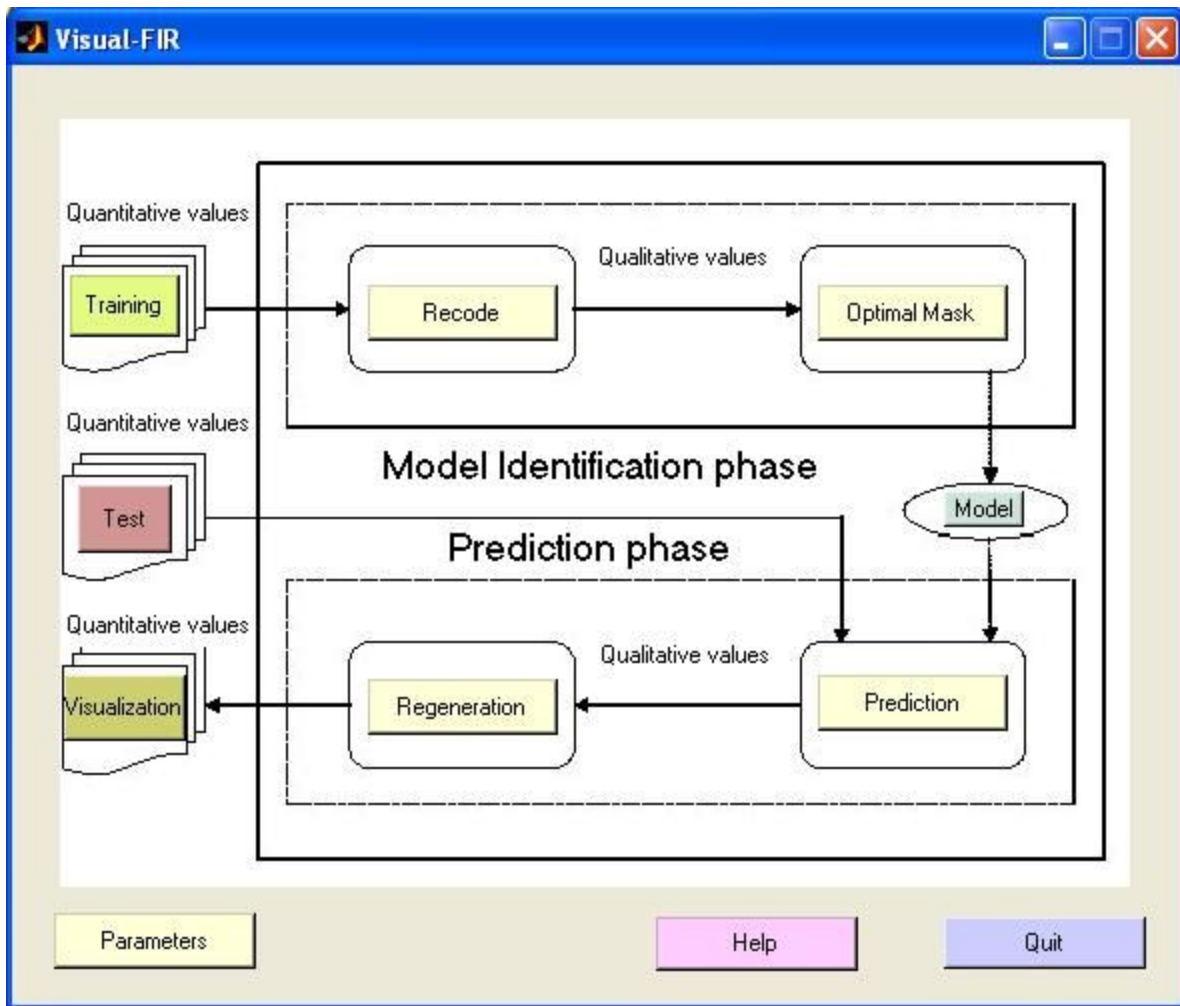 Visual-FIR
Quantitative values
Training
Recode
Qualitative values
Optimal Mask
Quantitative values
Test
Model Identification phase
Model
Prediction phase
Quantitative values
Visualization
Regeneration
Qualitative values
Prediction
Parameters
Help
Quit